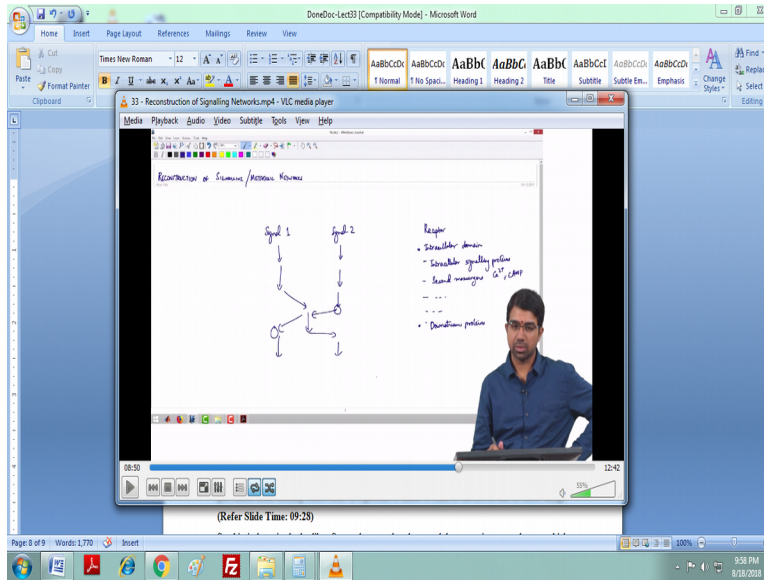 DoneDoc-Lect33 [Compatibility Mode] - Microsoft Word
Home Insert Page Layout References Mailings Review View
Cut
Copy
Format Painter
Paste
Clipboard
Times New Roman 12
AaBbCcDc AaBbCcDc AaBbC AaBbCc AaBbC AaBbCcI AaBbCcDc AaBbCcDc
¶ Normal ¶ No Spaci... Heading 1 Heading 2 Title Subtitle Subtle Em... Emphasis
Change Styles
Styles
Find
Replac
Select
Editing
33 - Reconstruction of Signalling Networks.mp4 - VLC media player
Media Playback Audio Video Subtitle Tools View Help
RECONSTRUCTION OF SIGNALLING / METABOLIC NETWORKS
Signal 1 Signal 2
Receptor
• Intracellular domain
- Intracellular signalling proteins
- Second messengers Ca2+, cAMP
- ....
- - -
• - Downstream proteins
08:50 12:42
55%
(Refer Slide Time: 09:28)
Page: 8 of 9 Words: 1,770 Insert 100%
9:58 PM
8/18/2018